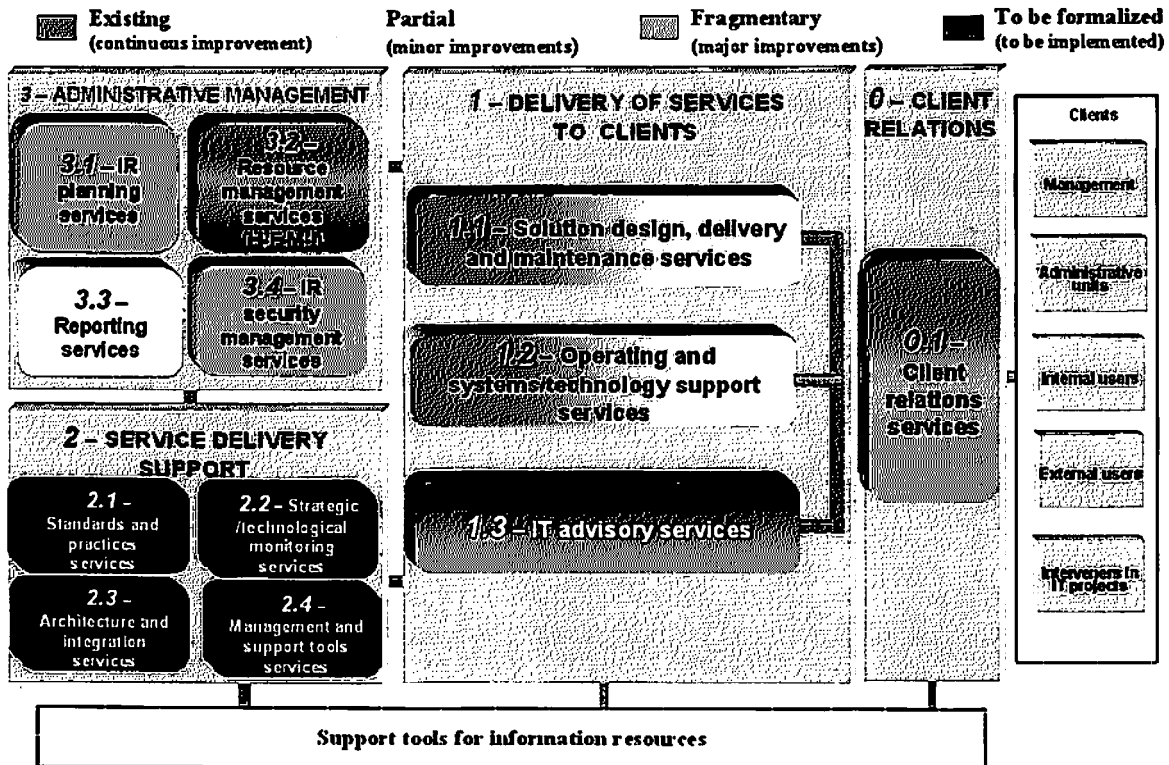 Existing
(continuous improvement)
Partial
(minor improvements)
Fragmentary
(major improvements)
To be formalized
(to be implemented)
3 – ADMINISTRATIVE MANAGEMENT
3.1 – IR
planning
services
3.2 –
Resource
management
services
3.3 –
Reporting
services
3.4 – IR
security
management
services
2 – SERVICE DELIVERY
SUPPORT
2.1 –
Standards and
practices
services
2.2 – Strategic
/technological
monitoring
services
2.3 –
Architecture and
integration
services
2.4 –
Management and
support tools
services
1 – DELIVERY OF SERVICES
TO CLIENTS
1.1 – Solution design, delivery
and maintenance services
1.2 – Operating and
systems/technology support
services
1.3 – IT advisory services
0 – CLIENT
RELATIONS
0.1 –
Client
relations
services
Clients
Management
Administrative
units
Internal users
External users
Interveners in
IT projects
Support tools for information resources